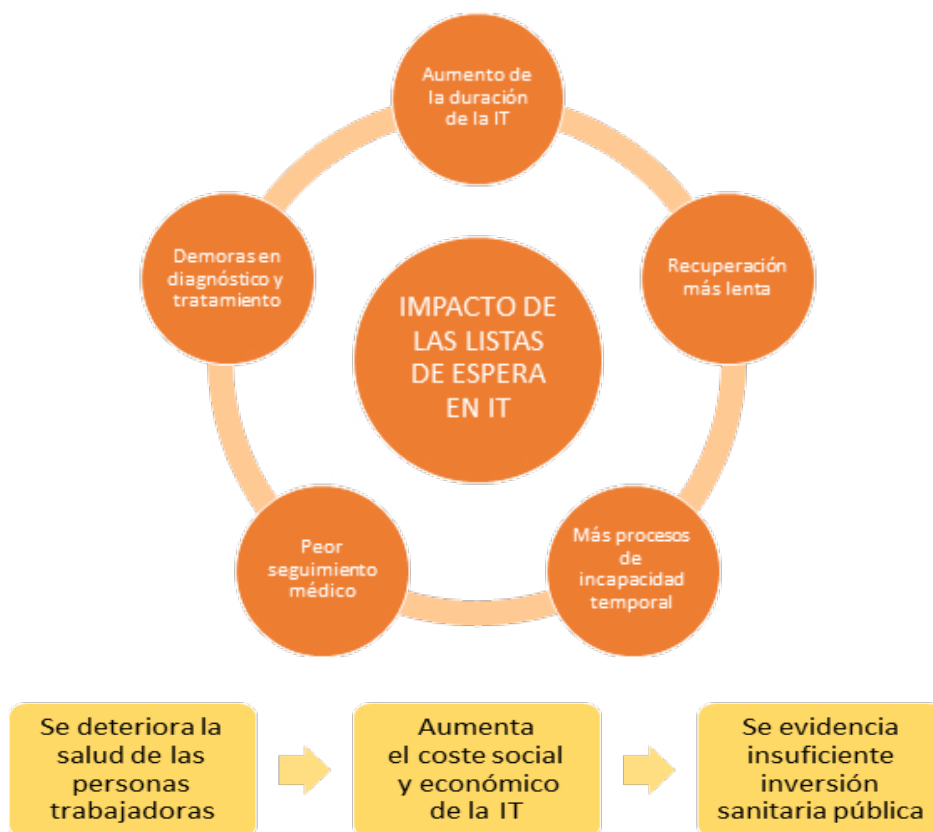 Aumento de
la duración
de la IT
Recuperación
más lenta
Más procesos
de
incapacidad
temporal
Peor
seguimiento
médico
Demoras en
diagnóstico y
tratamiento
IMPACTO DE
LAS LISTAS
DE ESPERA
EN IT
Se deteriora la
salud de las
personas
trabajadoras
Aumenta
el coste social
y económico
de la IT
Se evidencia
insuficiente
inversión
sanitaria pública